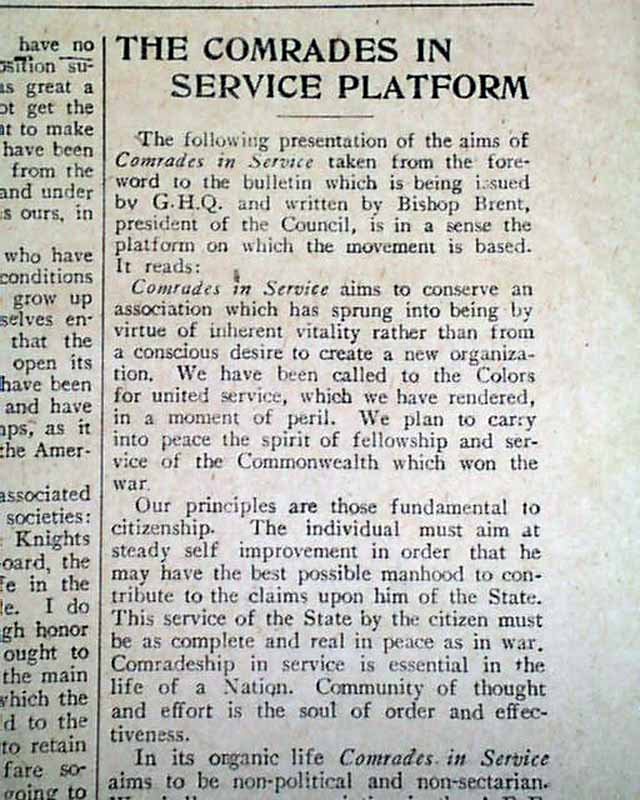 have no
su-
as great a
ot get the
at to make
have been
from the
and under
s ours, in
who have
conditions
grow up
selves en-
that the
open its
have been
and have
mps, as it
the Amer-
associated
societies:
Knights
oard, the
fe in the
le. I do
gh honor
ought to
the main
which the
d to the
to retain
fare so-
going to
THE COMRADES IN
SERVICE PLATFORM
The following presentation of the aims of
Comrades in Service taken from the fore-
word to the bulletin which is being issued
by G.H.Q. and written by Bishop Brent,
president of the Council, is in a sense the
platform on which the movement is based.
It reads:
Comrades in Service aims to conserve an
association which has sprung into being by
virtue of inherent vitality rather than from
a conscious desire to create a new organiza-
tion. We have been called to the Colors
for united service, which we have rendered,
in a moment of peril. We plan to carry
into peace the spirit of fellowship and ser-
vice of the Commonwealth which won the
war.
Our principles are those fundamental to
citizenship. The individual must aim at
steady self improvement in order that he
may have the best possible manhood to con-
tribute to the claims upon him of the State.
This service of the State by the citizen must
be as complete and real in peace as in war.
Comradeship in service is essential in the
life of a Nation. Community of thought
and effort is the soul of order and effec-
tiveness.
In its organic life Comrades in Service
aims to be non-political and non-sectarian.